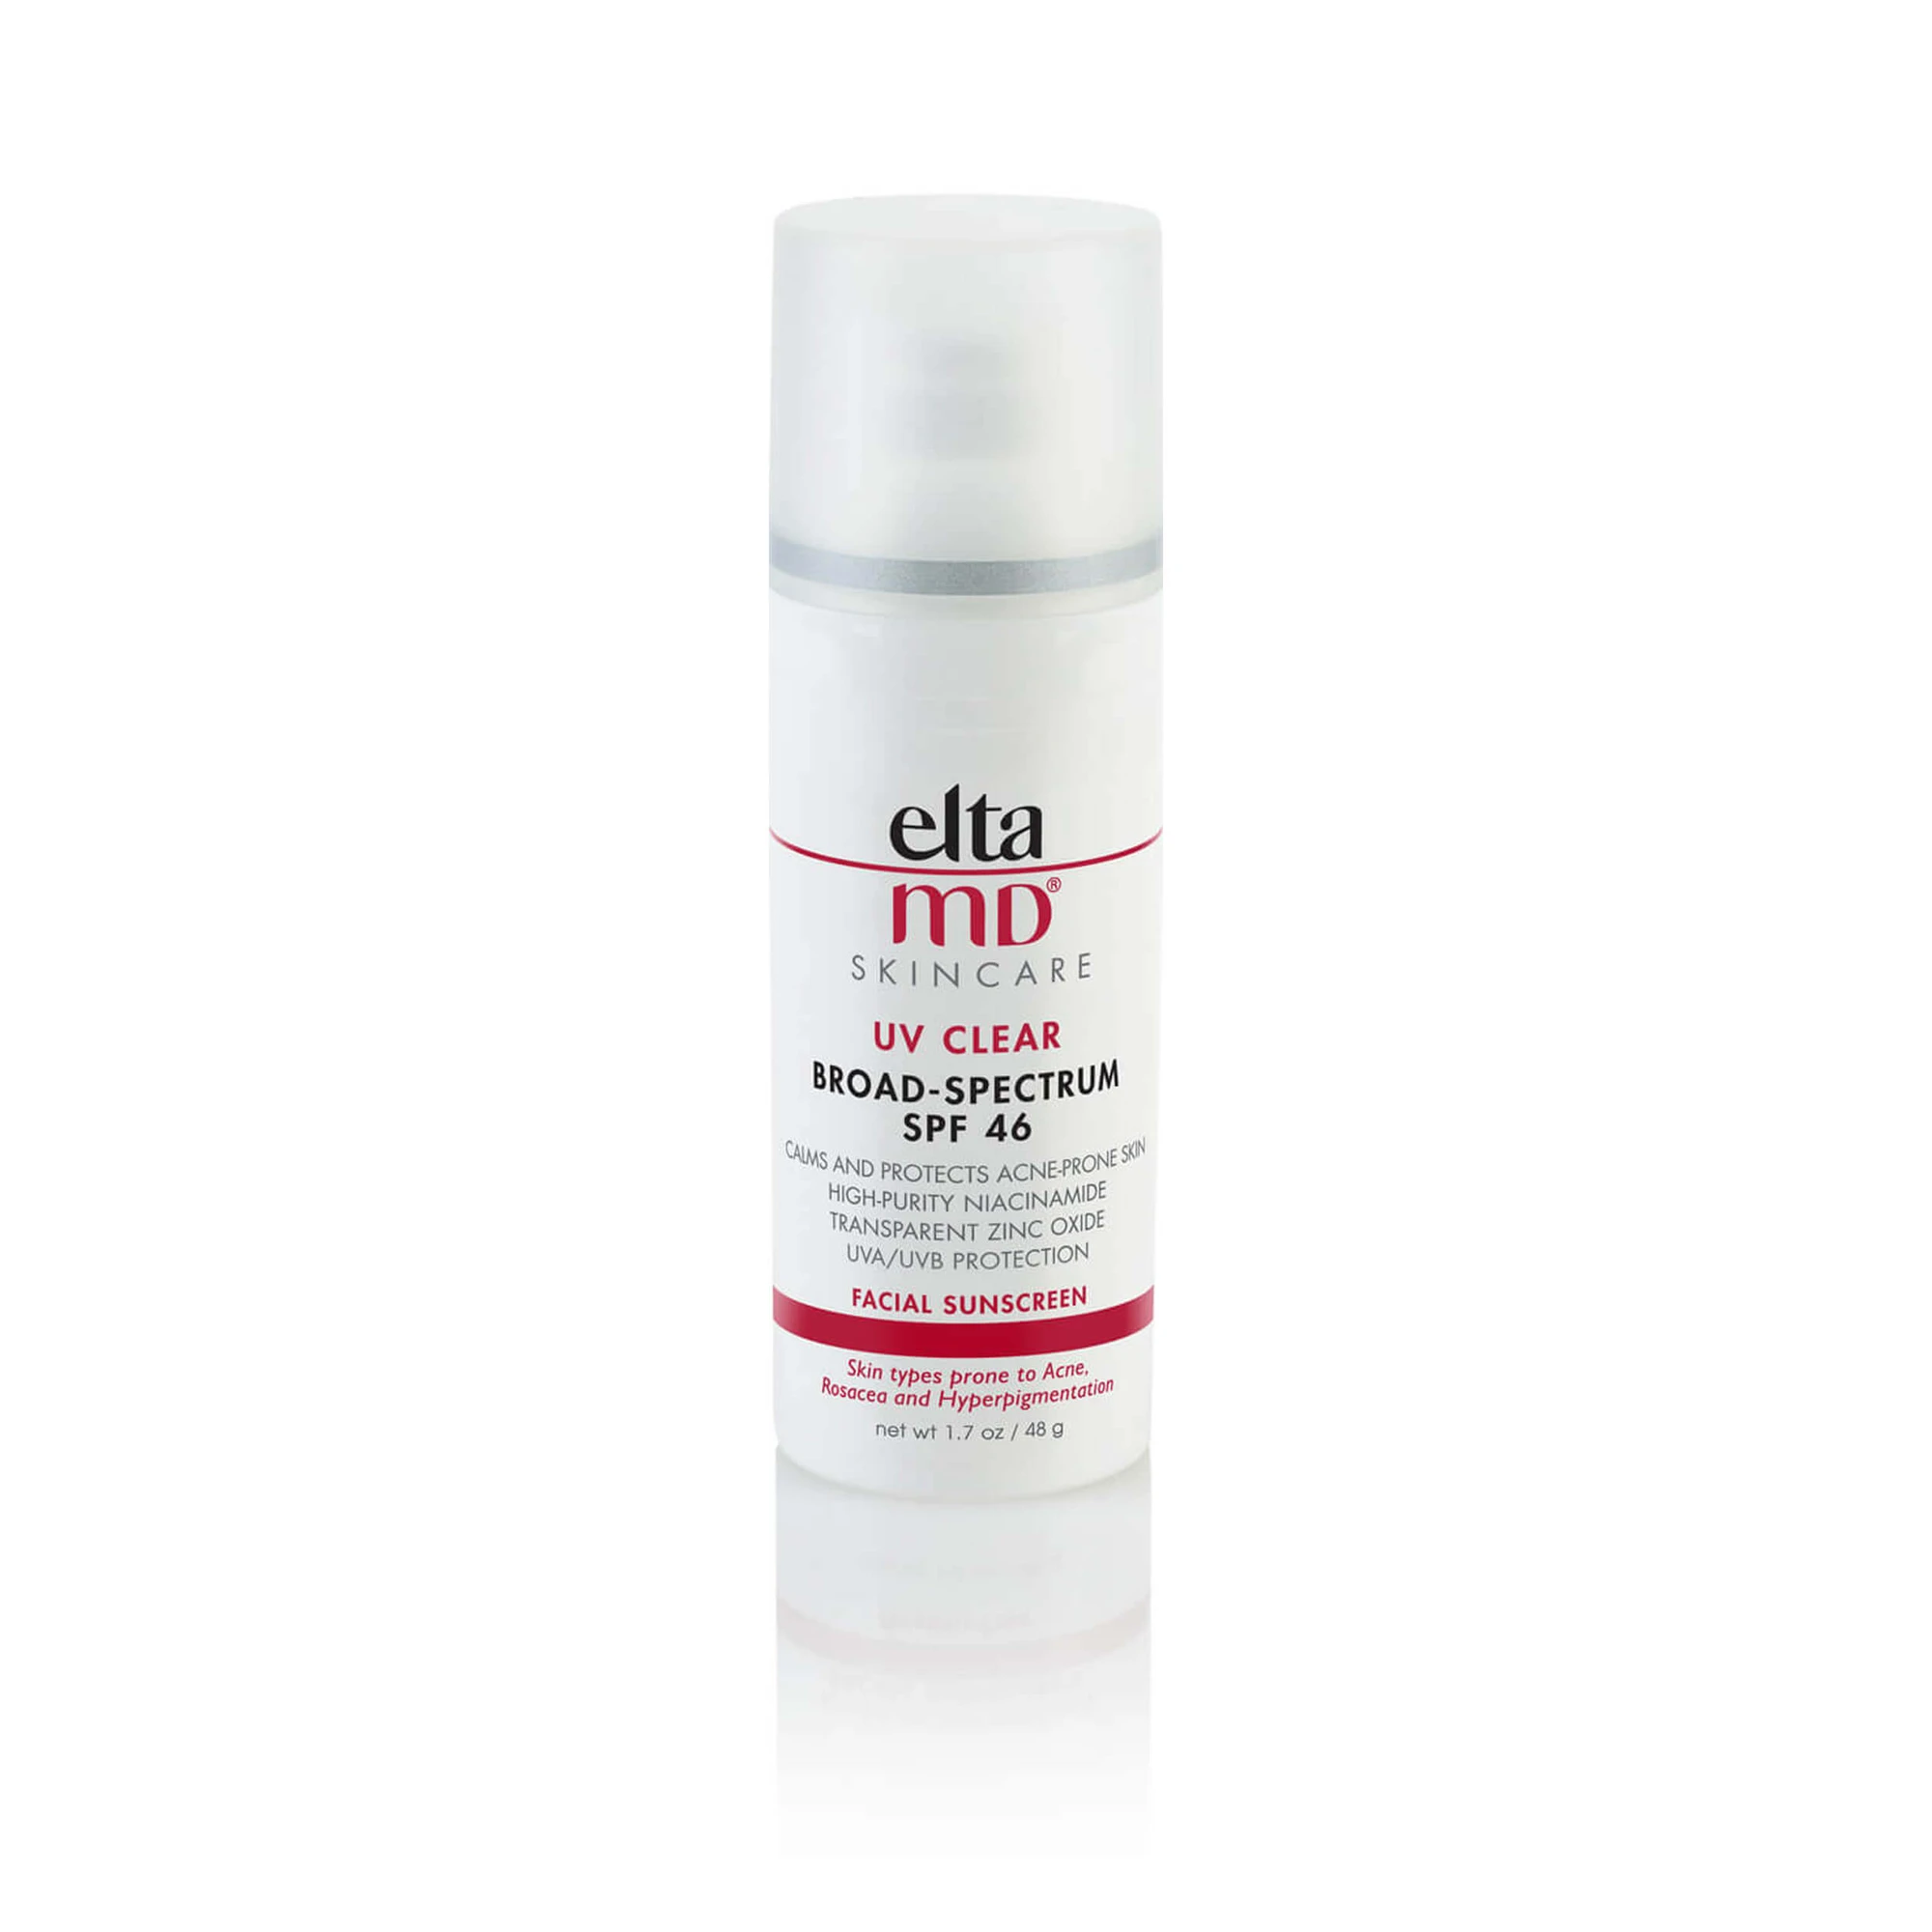 elta
MD®
SKINCARE
UV CLEAR
BROAD-SPECTRUM
SPF 46
CALMS AND PROTECTS ACNE-PRONE SKIN
HIGH-PURITY NIACINAMIDE
TRANSPARENT ZINC OXIDE
UVA/UVB PROTECTION
FACIAL SUNSCREEN
Skin types prone to Acne,
Rosacea and Hyperpigmentation
net wt 1.7 oz / 48 g